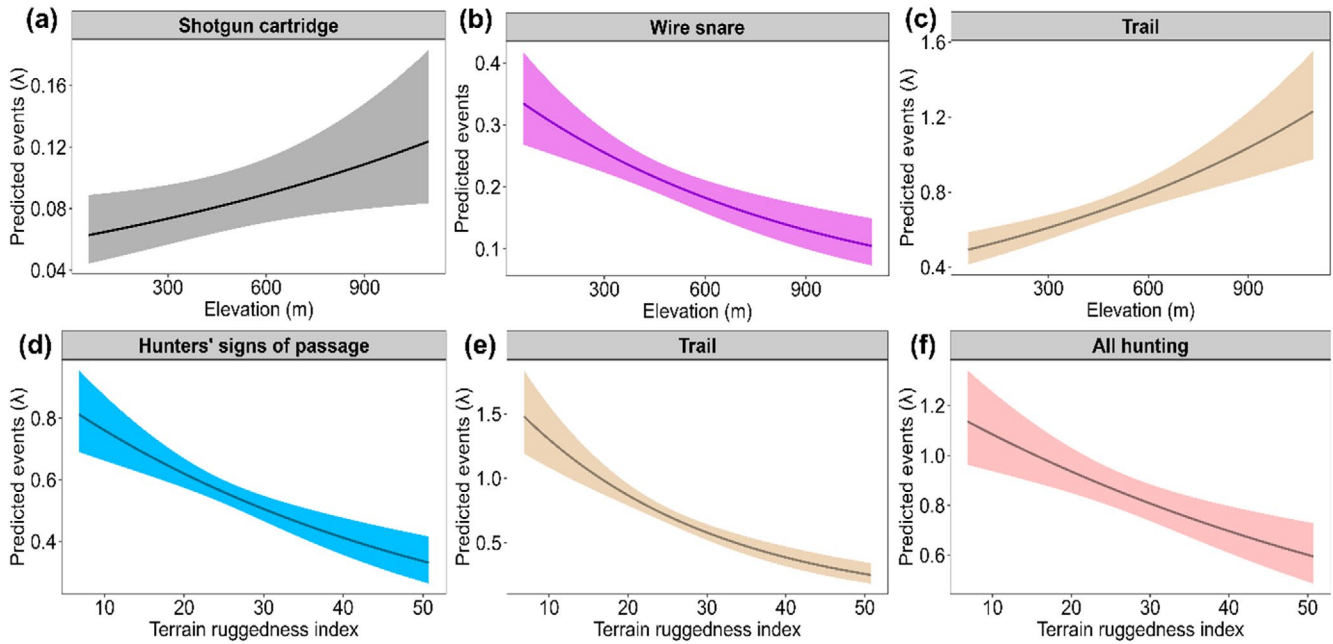 (a)
Shotgun cartridge
Predicted events (λ)
0.16
0.12
0.08
0.04
300
600
900
Elevation (m)
(b)
Wire snare
Predicted events
0.4
0.3
0.2
0.1
300
600
900
Elevation (m)
(c)
Trail
Predicted events (λ)
1.6
1.2
0.8
0.4
300
600
900
Elevation (m)
(d)
Hunters' signs of passage
Predicted events (λ)
0.8
0.6
0.4
10
20
30
40
50
Terrain ruggedness index
(e)
Trail
Predicted events (λ)
1.5
1.0
0.5
10
20
30
40
50
Terrain ruggedness index
(f)
All hunting
Predicted events (λ)
1.2
1.0
0.8
0.6
10
20
30
40
50
Terrain ruggedness index